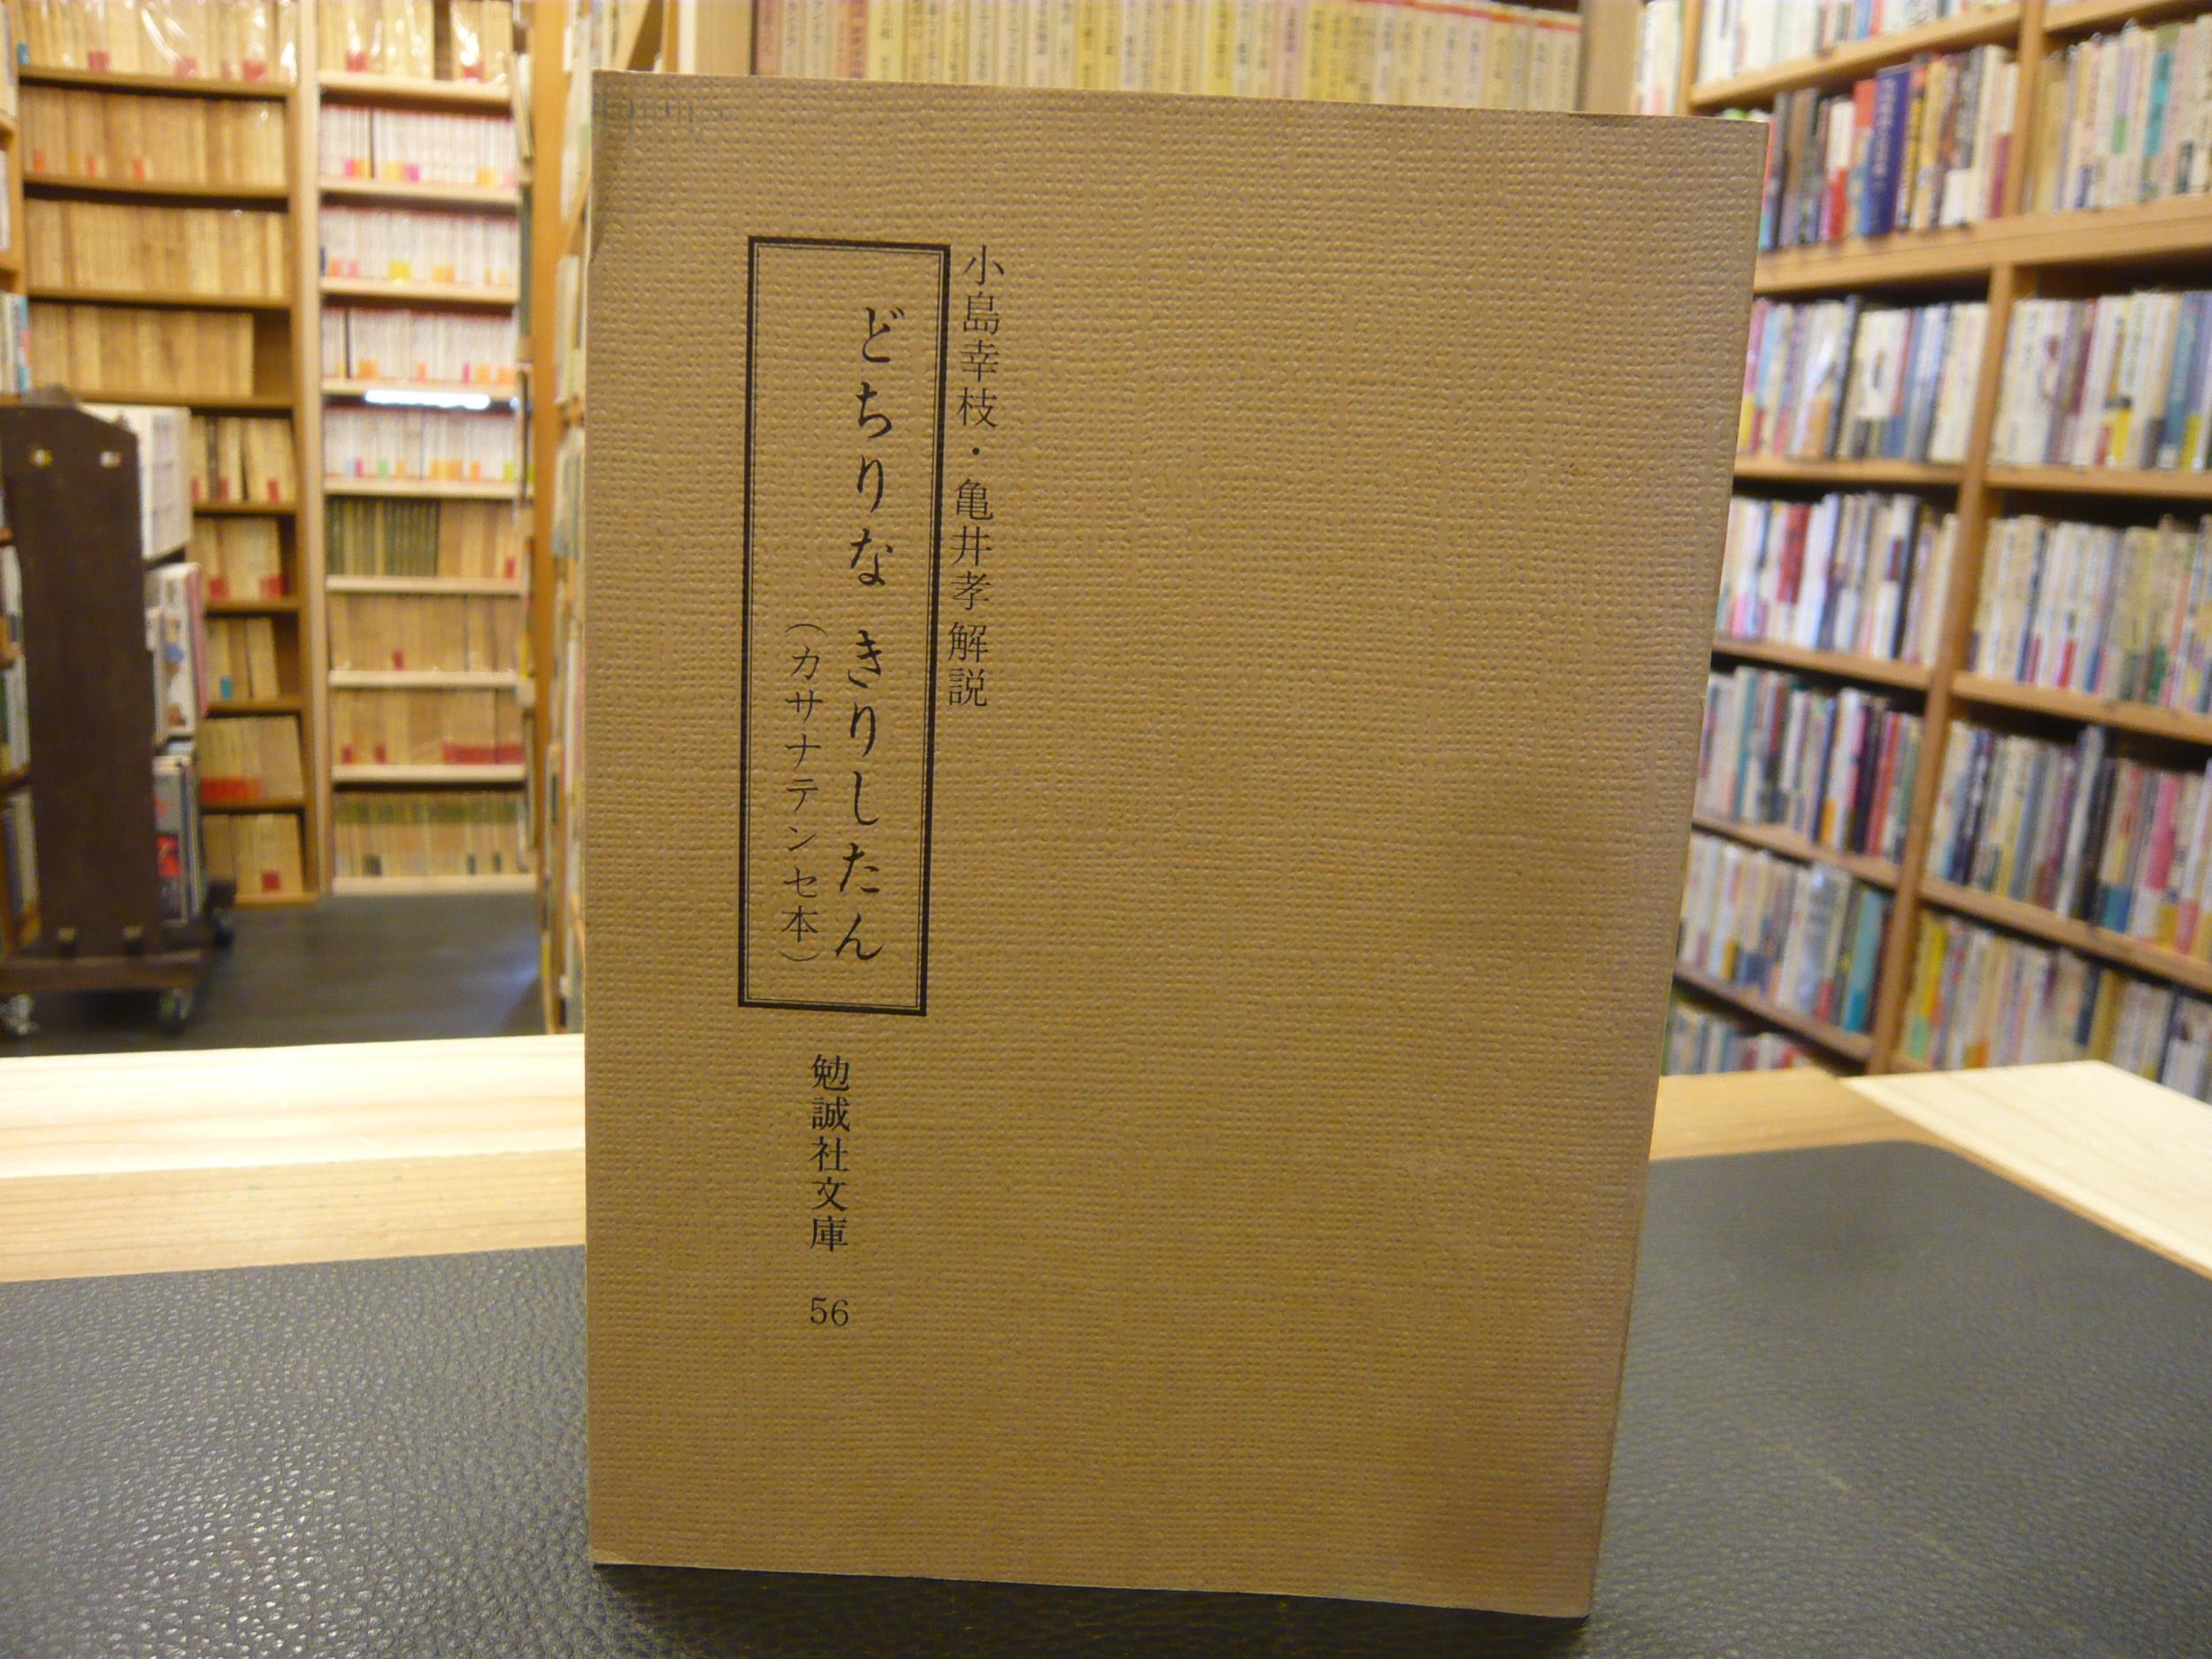 小島幸枝・亀井孝 解説
どちりな きりしたん
(カサナテンセ本)
勉誠社文庫 56